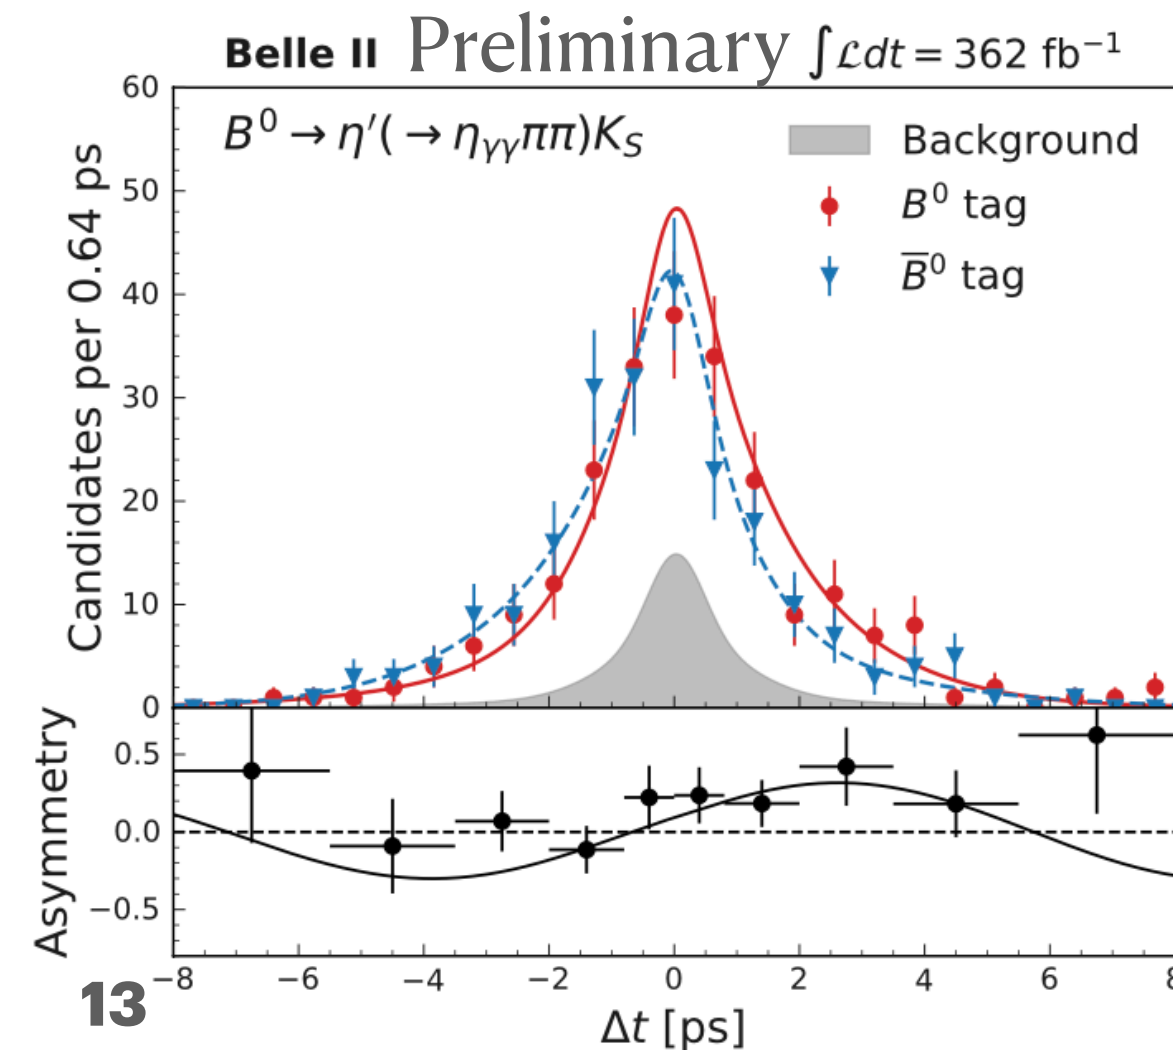 Belle II Preliminary ∫ℒdt = 362 fb⁻¹
B⁰ → η′( → ηγγππ)K_S
Background
B⁰ tag
B̅⁰ tag
Candidates per 0.64 ps
60
50
40
30
20
10
0
Asymmetry
0.5
0.0
−0.5
−8 −6 −4 −2 0 2 4 6 8
Δt [ps]
13